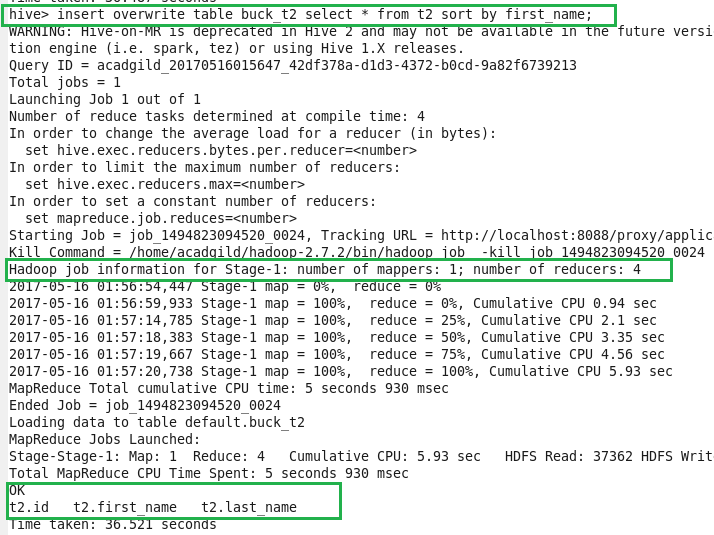 Time taken: 36.487 seconds
hive> insert overwrite table buck_t2 select * from t2 sort by first_name;
WARNING: Hive-on-MR is deprecated in Hive 2 and may not be available in the future versi
tion engine (i.e. spark, tez) or using Hive 1.X releases.
Query ID = acadgild_20170516015647_42df378a-d1d3-4372-b0cd-9a82f6739213
Total jobs = 1
Launching Job 1 out of 1
Number of reduce tasks determined at compile time: 4
In order to change the average load for a reducer (in bytes):
  set hive.exec.reducers.bytes.per.reducer=<number>
In order to limit the maximum number of reducers:
  set hive.exec.reducers.max=<number>
In order to set a constant number of reducers:
  set mapreduce.job.reduces=<number>
Starting Job = job_1494823094520_0024, Tracking URL = http://localhost:8088/proxy/applic
Kill Command = /home/acadgild/hadoop-2.7.2/bin/hadoop job  -kill job_1494823094520_0024
Hadoop job information for Stage-1: number of mappers: 1; number of reducers: 4
2017-05-16 01:56:54,447 Stage-1 map = 0%,  reduce = 0%
2017-05-16 01:56:59,933 Stage-1 map = 100%,  reduce = 0%, Cumulative CPU 0.94 sec
2017-05-16 01:57:14,785 Stage-1 map = 100%,  reduce = 25%, Cumulative CPU 2.1 sec
2017-05-16 01:57:18,383 Stage-1 map = 100%,  reduce = 50%, Cumulative CPU 3.35 sec
2017-05-16 01:57:19,667 Stage-1 map = 100%,  reduce = 75%, Cumulative CPU 4.56 sec
2017-05-16 01:57:20,738 Stage-1 map = 100%,  reduce = 100%, Cumulative CPU 5.93 sec
MapReduce Total cumulative CPU time: 5 seconds 930 msec
Ended Job = job_1494823094520_0024
Loading data to table default.buck_t2
MapReduce Jobs Launched:
Stage-Stage-1: Map: 1  Reduce: 4   Cumulative CPU: 5.93 sec   HDFS Read: 37362 HDFS Writ
Total MapReduce CPU Time Spent: 5 seconds 930 msec
OK
t2.id   t2.first_name   t2.last_name
Time taken: 36.521 seconds